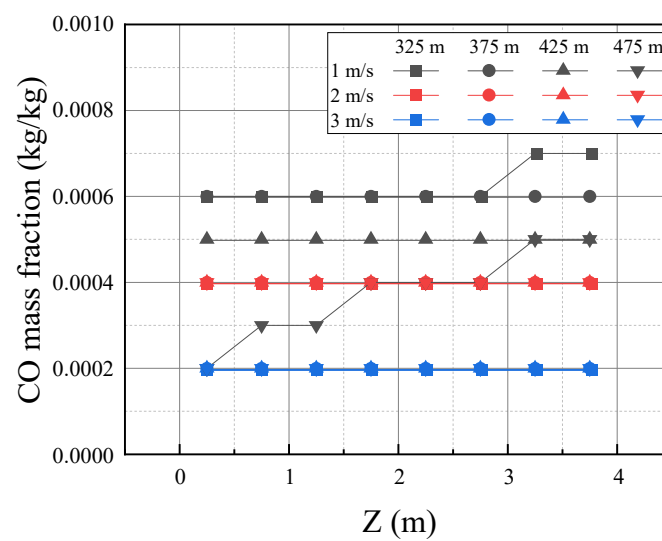 0.0010
325 m 375 m 425 m 475 m
1 m/s
2 m/s
3 m/s
0.0008
0.0006
0.0004
0.0002
0.0000
CO mass fraction (kg/kg)
0 1 2 3 4
Z (m)